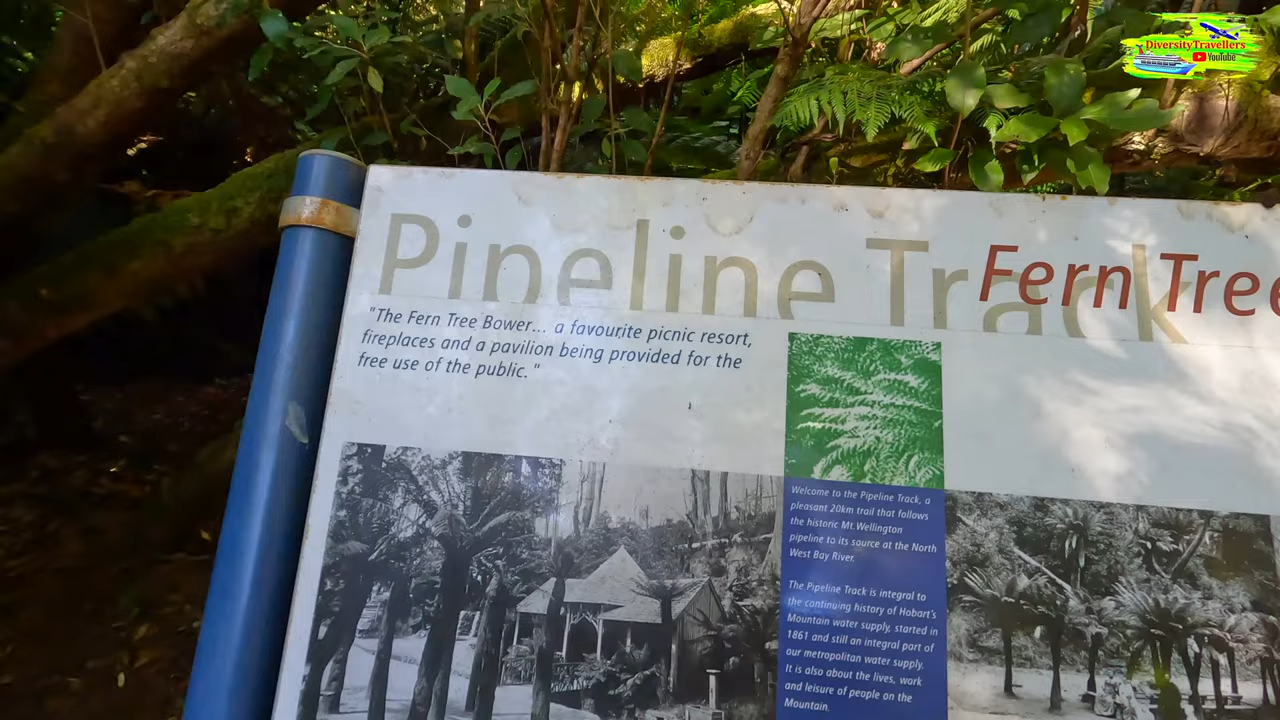 DiversityTravellers
YouTube
Pipeline Track
Fern Tree
"The Fern Tree Bower... a favourite picnic resort,
fireplaces and a pavilion being provided for the
free use of the public."
Welcome to the Pipeline Track, a
pleasant 20km trail that follows
the historic Mt.Wellington
pipeline to its source at the North
West Bay River.
The Pipeline Track is integral to
the continuing history of Hobart's
Mountain water supply, started in
1861 and still an integral part of
our metropolitan water supply.
It is also about the lives, work
and leisure of people on the
Mountain.